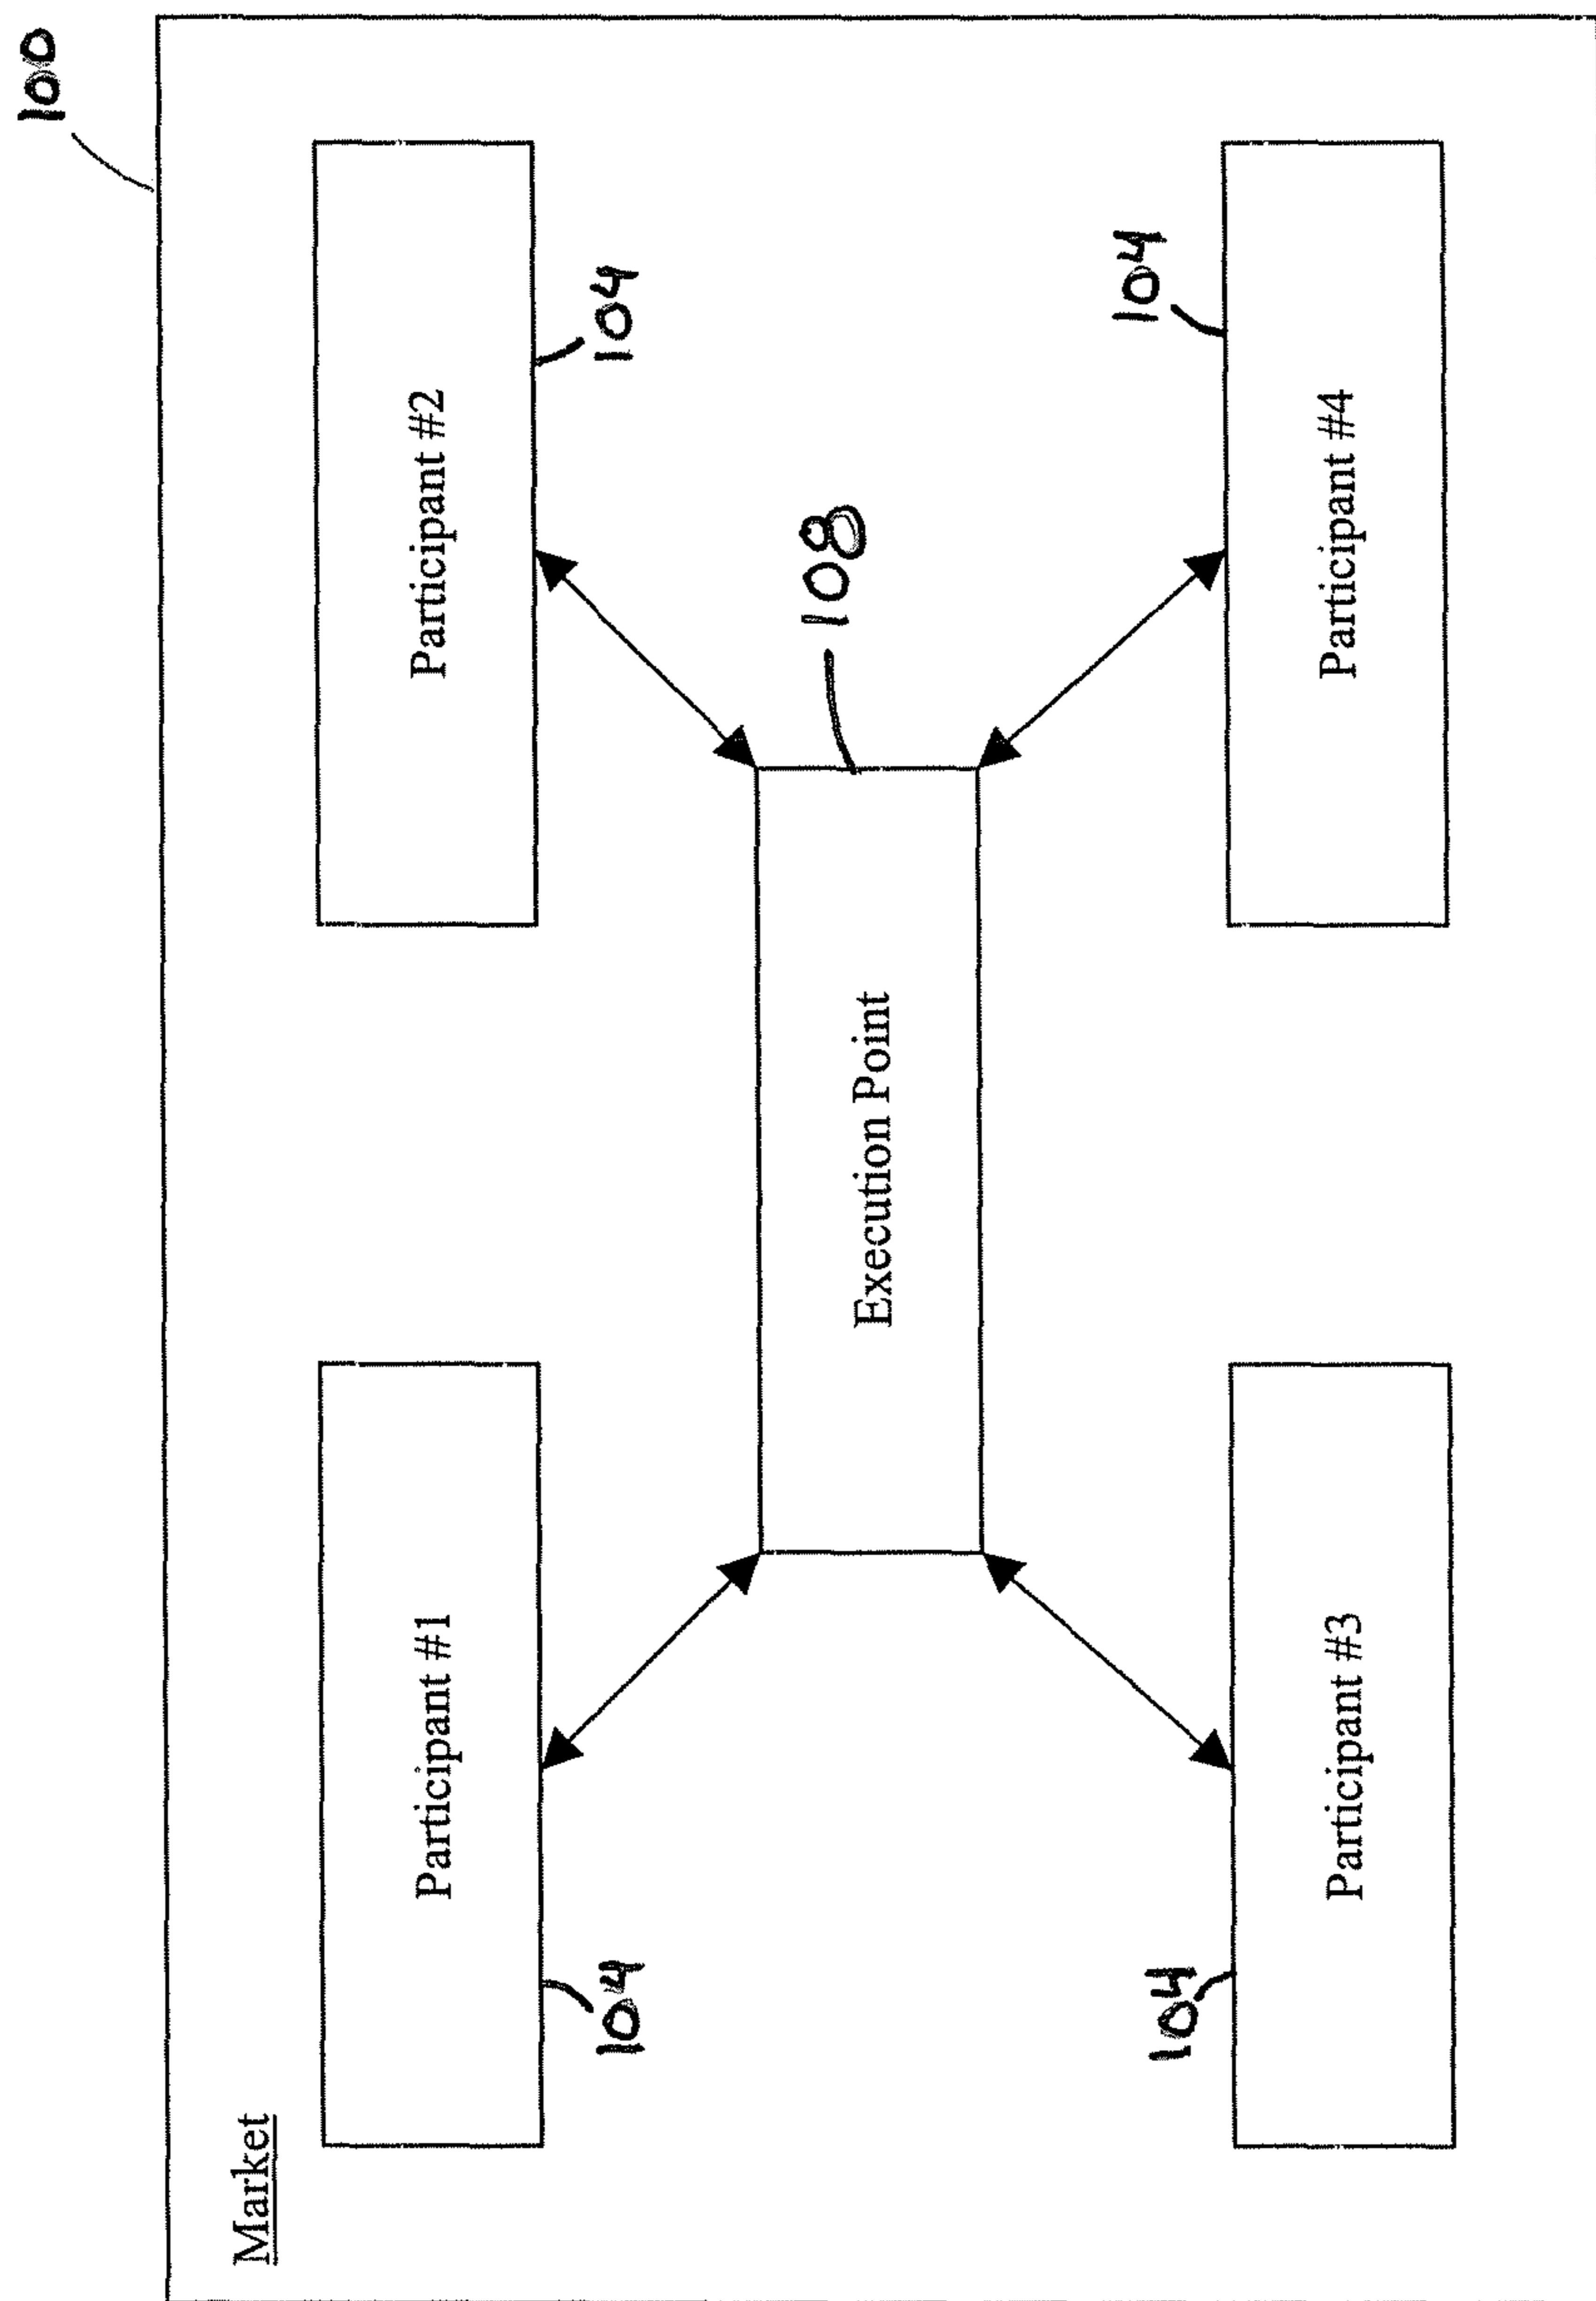 100
Market
Participant #1
Participant #2
104
104
108
Execution Point
104
104
Participant #3
Participant #4